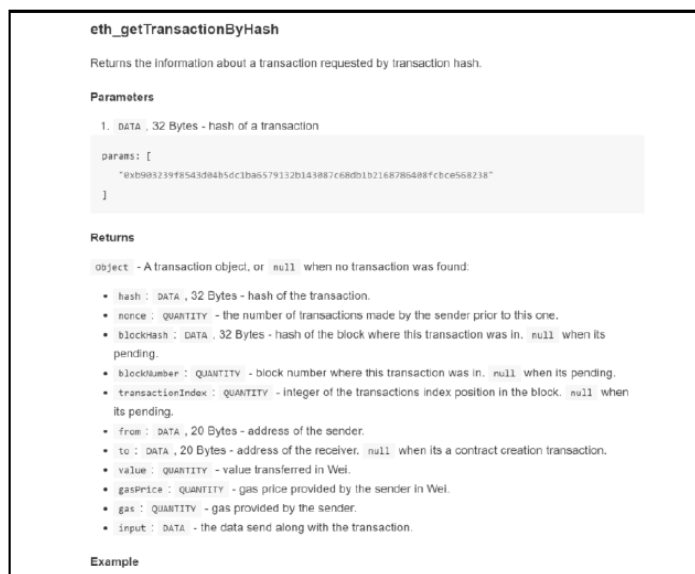 eth_getTransactionByHash
Returns the information about a transaction requested by transaction hash.
Parameters
1. DATA , 32 Bytes - hash of a transaction
params: [
"0xb903239f8543d04b5dc1ba6579132b143087c68db1b2168786408fcbce568238"
]
Returns
Object - A transaction object, or null when no transaction was found:
• hash : DATA , 32 Bytes - hash of the transaction.
• nonce : QUANTITY - the number of transactions made by the sender prior to this one.
• blockHash : DATA , 32 Bytes - hash of the block where this transaction was in. null when its
pending.
• blockNumber : QUANTITY - block number where this transaction was in. null when its pending.
• transactionIndex : QUANTITY - integer of the transactions index position in the block. null when
its pending.
• from : DATA , 20 Bytes - address of the sender.
• to : DATA , 20 Bytes - address of the receiver. null when its a contract creation transaction.
• value : QUANTITY - value transferred in Wei.
• gasPrice : QUANTITY - gas price provided by the sender in Wei.
• gas : QUANTITY - gas provided by the sender.
• input : DATA - the data send along with the transaction.
Example